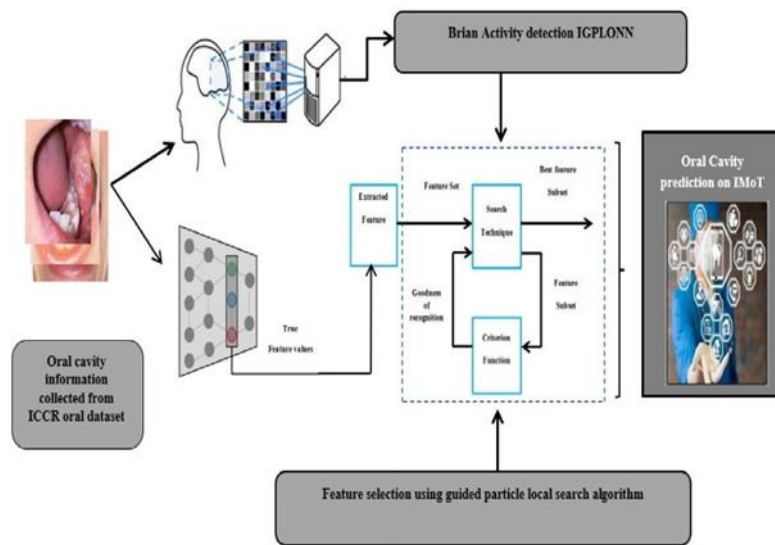 Brian Activity detection IGPLONN
Oral cavity
information
collected from
ICCR oral dataset
True
Feature values
Extracted
Feature
Feature Set
Search
Technique
Best feature
Subset
Goodness
of
recognition
Feature
Subset
Criterion
Function
Oral Cavity
prediction on IMoT
Feature selection using guided particle local search algorithm